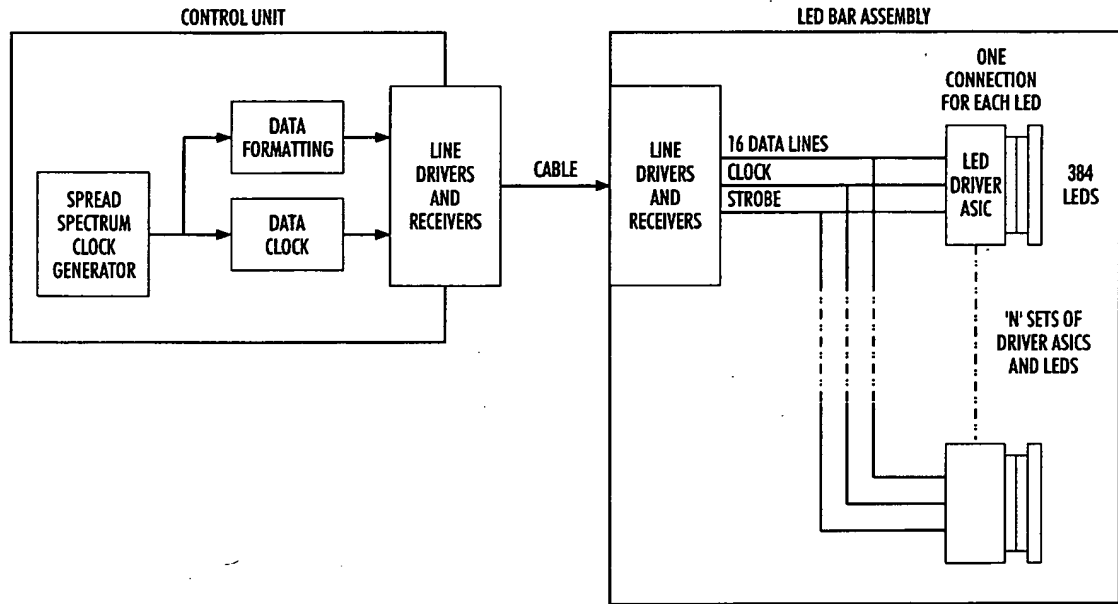 CONTROL UNIT
SPREAD
SPECTRUM
CLOCK
GENERATOR
DATA
FORMATTING
DATA
CLOCK
LINE
DRIVERS
AND
RECEIVERS
CABLE
LED BAR ASSEMBLY
LINE
DRIVERS
AND
RECEIVERS
16 DATA LINES
CLOCK
STROBE
ONE
CONNECTION
FOR EACH LED
LED
DRIVER
ASIC
384
LEDS
'N' SETS OF
DRIVER ASICS
AND LEDS